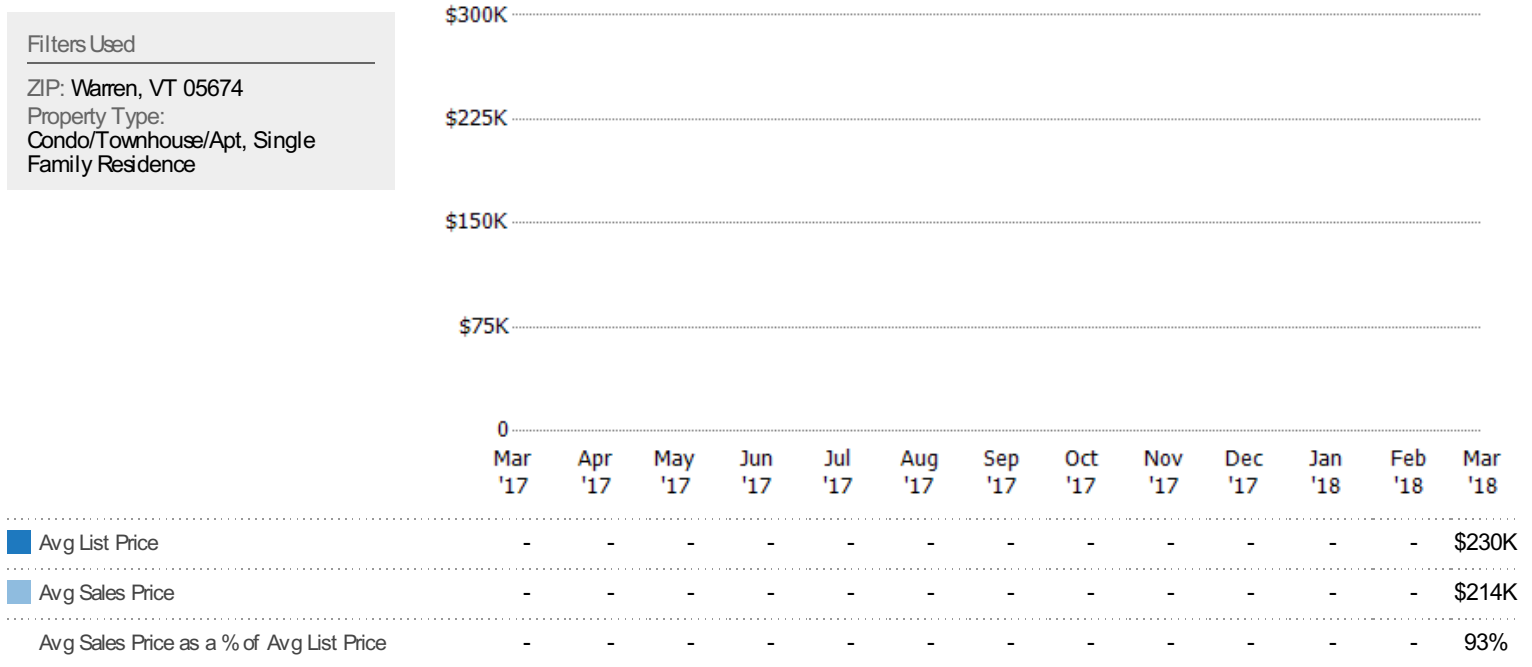 Filters Used
ZIP: Warren, VT 05674
Property Type:
Condo/Townhouse/Apt, Single
Family Residence
$300K
$225K
$150K
$75K
0
Mar Apr May Jun Jul Aug Sep Oct Nov Dec Jan Feb Mar
'17 '17 '17 '17 '17 '17 '17 '17 '17 '17 '18 '18 '18
Avg List Price - - - - - - - - - - - - $230K
Avg Sales Price - - - - - - - - - - - - $214K
Avg Sales Price as a % of Avg List Price - - - - - - - - - - - - 93%